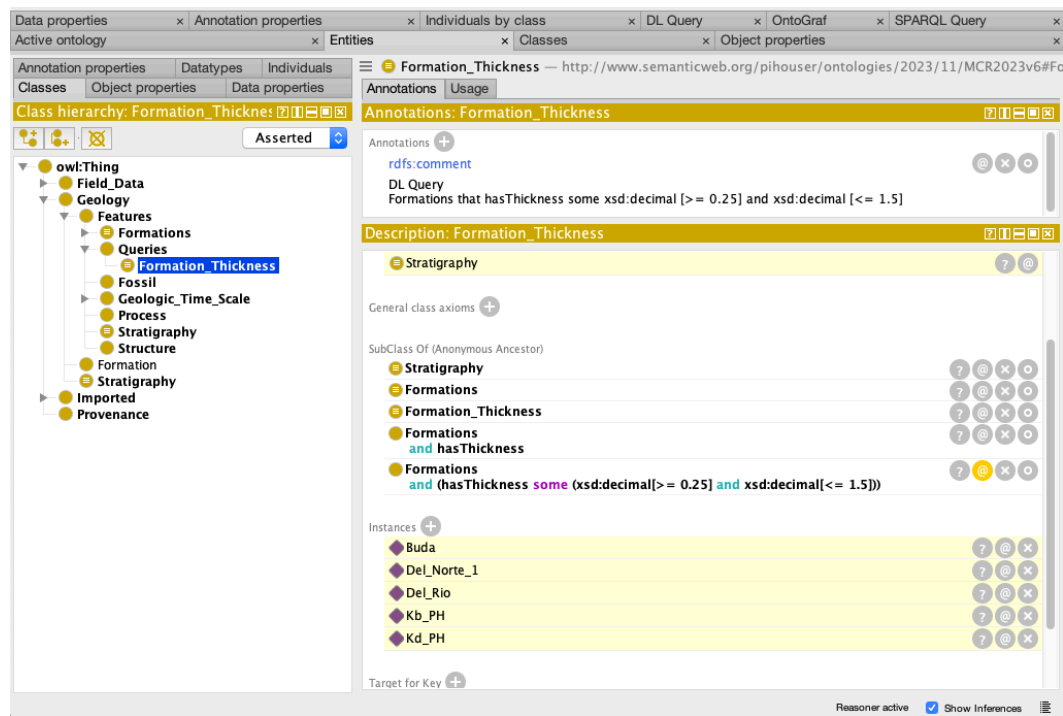 Data properties × Annotation properties × Individuals by class × DL Query × OntoGraf × SPARQL Query ×
Active ontology × Entities × Classes × Object properties ×
Annotation properties Datatypes Individuals
Classes Object properties Data properties
Class hierarchy: Formation_Thicknes
Asserted
owl:Thing
Field_Data
Geology
Features
Formations
Queries
Formation_Thickness
Fossil
Geologic_Time_Scale
Process
Stratigraphy
Structure
Formation
Stratigraphy
Imported
Provenance
Formation_Thickness — http://www.semanticweb.org/pihouser/ontologies/2023/11/MCR2023v6#Fo
Annotations Usage
Annotations: Formation_Thickness
Annotations
rdfs:comment
DL Query
Formations that hasThickness some xsd:decimal [>= 0.25] and xsd:decimal [<= 1.5]
Description: Formation_Thickness
Stratigraphy
General class axioms
SubClass Of (Anonymous Ancestor)
Stratigraphy
Formations
Formation_Thickness
Formations
and hasThickness
Formations
and (hasThickness some (xsd:decimal[>= 0.25] and xsd:decimal[<= 1.5]))
Instances
Buda
Del_Norte_1
Del_Rio
Kb_PH
Kd_PH
Target for Key
Reasoner active Show Inferences